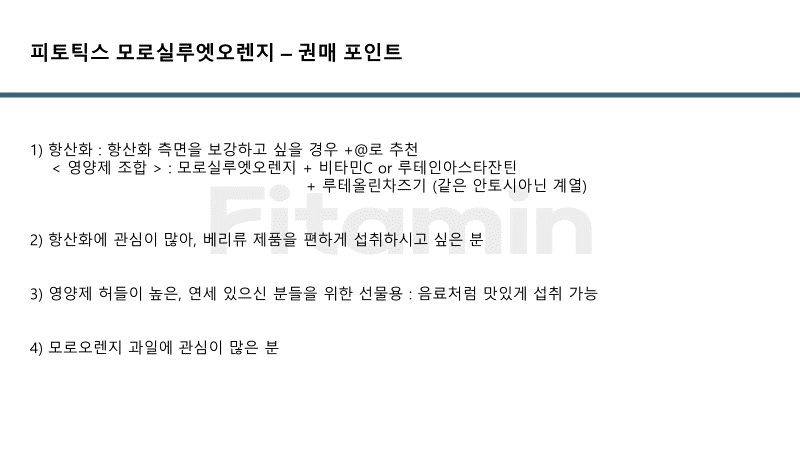 피토틱스 모로실루엣오렌지 – 권매 포인트
1) 항산화 : 항산화 측면을 보강하고 싶을 경우 +@로 추천
< 영양제 조합 > : 모로실루엣오렌지 + 비타민C or 루테인아스타잔틴
+ 루테올린차즈기 (같은 안토시아닌 계열)
Fitamin
2) 항산화에 관심이 많아, 베리류 제품을 편하게 섭취하시고 싶은 분
3) 영양제 허들이 높은, 연세 있으신 분들을 위한 선물용 : 음료처럼 맛있게 섭취 가능
4) 모로오렌지 과일에 관심이 많은 분